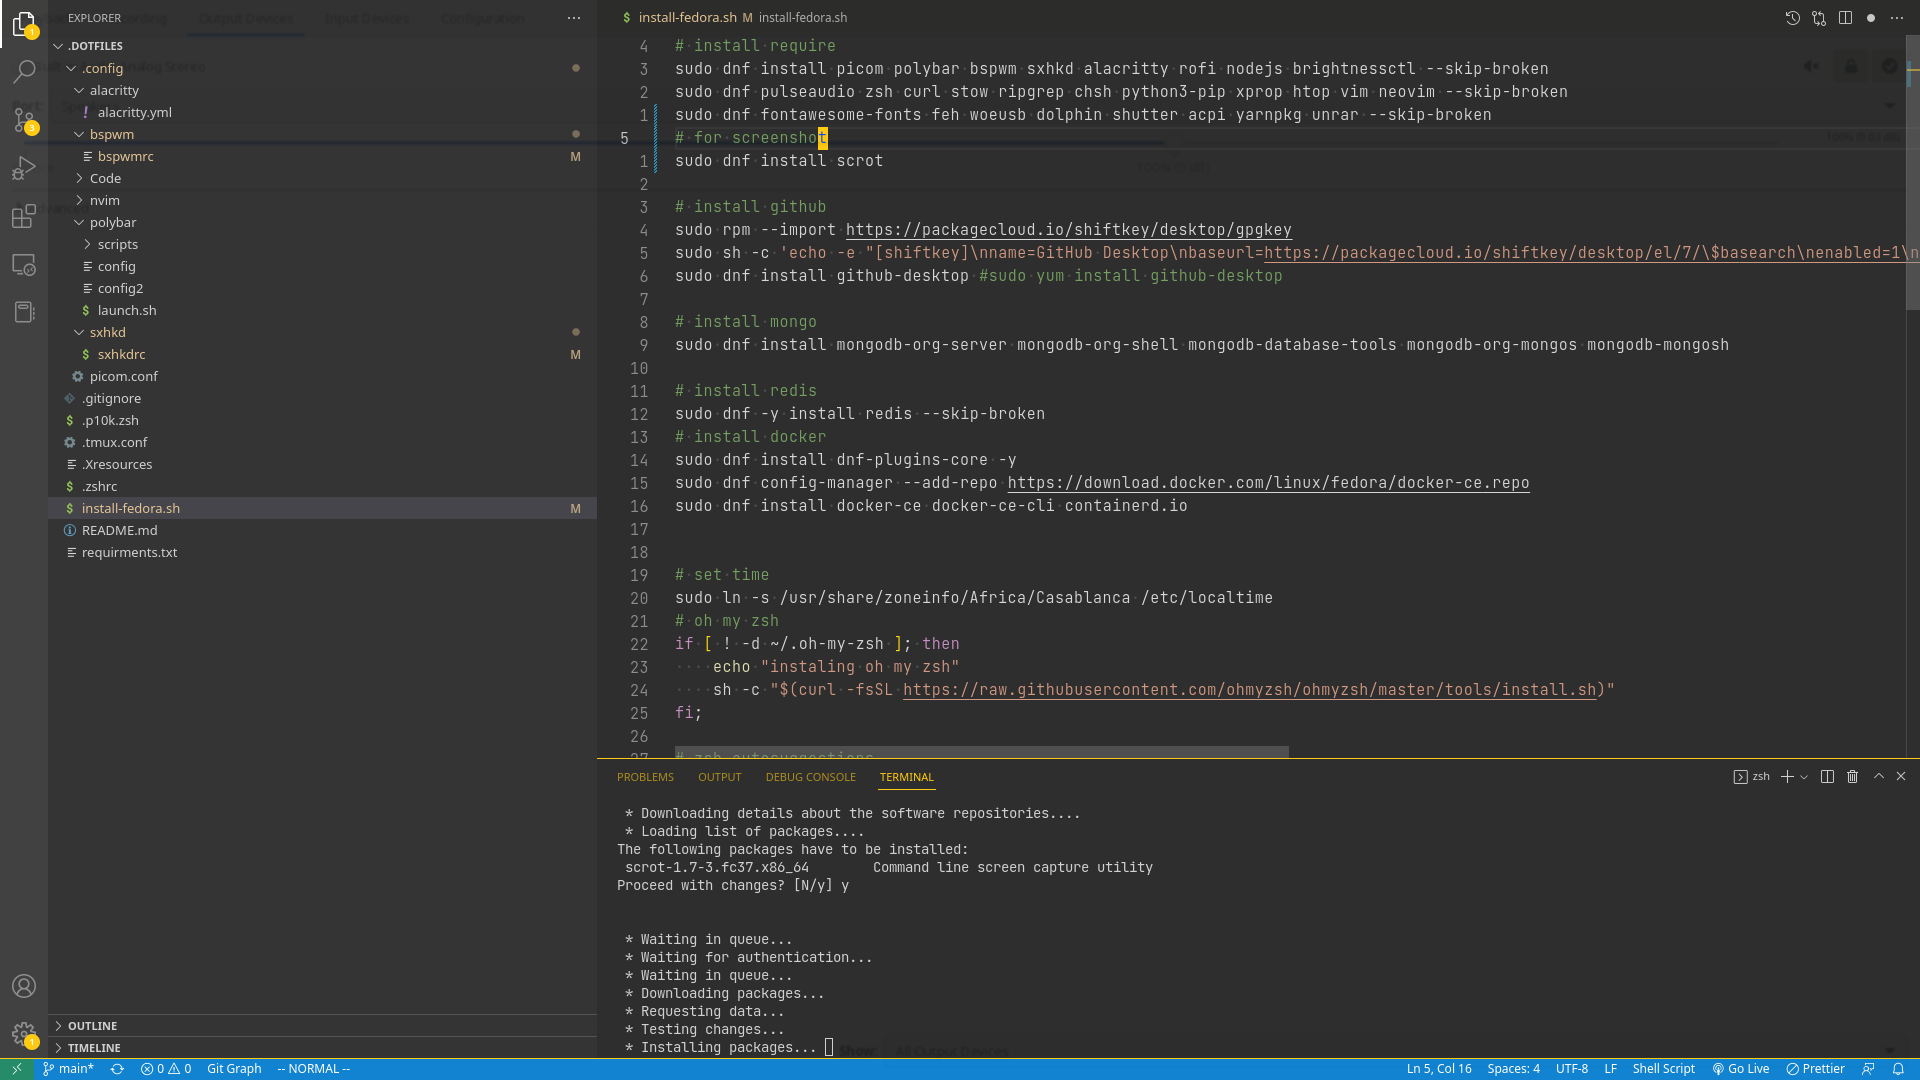 EXPLORER
.DOTFILES
.config
alacritty
! alacritty.yml
bspwm
bspwmrc M
Code
nvim
polybar
scripts
config
config2
$ launch.sh
sxhkd
$ sxhkdrc M
picom.conf
.gitignore
$ .p10k.zsh
.tmux.conf
.Xresources
$ .zshrc
$ install-fedora.sh M
README.md
requirments.txt
OUTLINE
TIMELINE
$ install-fedora.sh M install-fedora.sh
4 # install require
3 sudo dnf install picom polybar bspwm sxhkd alacritty rofi nodejs brightnessctl --skip-broken
2 sudo dnf pulseaudio zsh curl stow ripgrep chsh python3-pip xprop htop vim neovim --skip-broken
1 sudo dnf fontawesome-fonts feh woeusb dolphin shutter acpi yarnpkg unrar --skip-broken
5 # for screenshot
1 sudo dnf install scrot
2
3 # install github
4 sudo rpm --import https://packagecloud.io/shiftkey/desktop/gpgkey
5 sudo sh -c 'echo -e "[shiftkey]\nname=GitHub Desktop\nbaseurl=https://packagecloud.io/shiftkey/desktop/el/7/\$basearch\nenabled=1\n
6 sudo dnf install github-desktop #sudo yum install github-desktop
7
8 # install mongo
9 sudo dnf install mongodb-org-server mongodb-org-shell mongodb-database-tools mongodb-org-mongos mongodb-mongosh
10
11 # install redis
12 sudo dnf -y install redis --skip-broken
13 # install docker
14 sudo dnf install dnf-plugins-core -y
15 sudo dnf config-manager --add-repo https://download.docker.com/linux/fedora/docker-ce.repo
16 sudo dnf install docker-ce docker-ce-cli containerd.io
17
18
19 # set time
20 sudo ln -s /usr/share/zoneinfo/Africa/Casablanca /etc/localtime
21 # oh my zsh
22 if [ ! -d ~/.oh-my-zsh ]; then
23 echo "instaling oh my zsh"
24 sh -c "$(curl -fsSL https://raw.githubusercontent.com/ohmyzsh/ohmyzsh/master/tools/install.sh)"
25 fi;
26
27 # zsh autosuggestions
PROBLEMS OUTPUT DEBUG CONSOLE TERMINAL zsh
* Downloading details about the software repositories....
* Loading list of packages....
The following packages have to be installed:
scrot-1.7-3.fc37.x86_64 Command line screen capture utility
Proceed with changes? [N/y] y
* Waiting in queue...
* Waiting for authentication...
* Waiting in queue...
* Downloading packages...
* Requesting data...
* Testing changes...
* Installing packages...
main* 0 0 Git Graph -- NORMAL -- Ln 5, Col 16 Spaces: 4 UTF-8 LF Shell Script Go Live Prettier